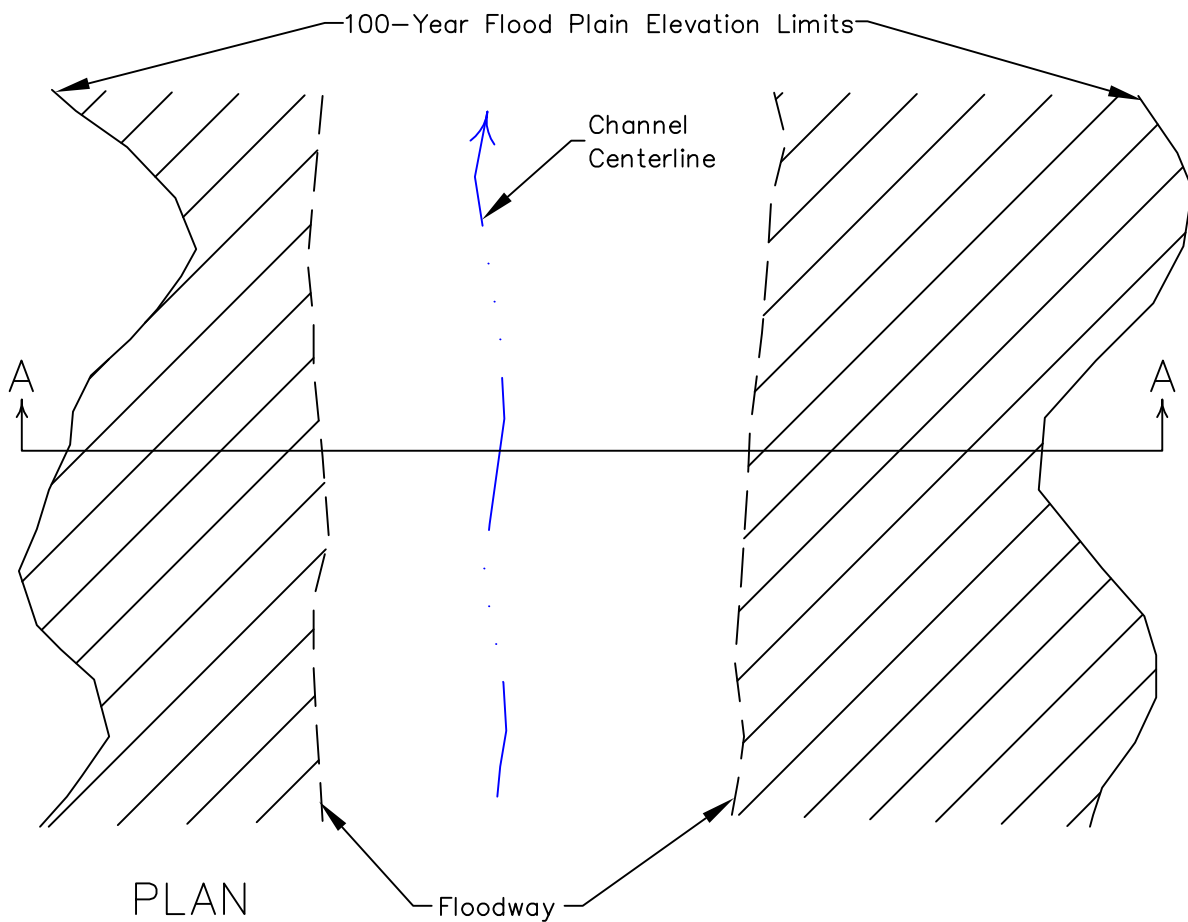 100-Year Flood Plain Elevation Limits
Channel
Centerline
A
A
PLAN
Floodway